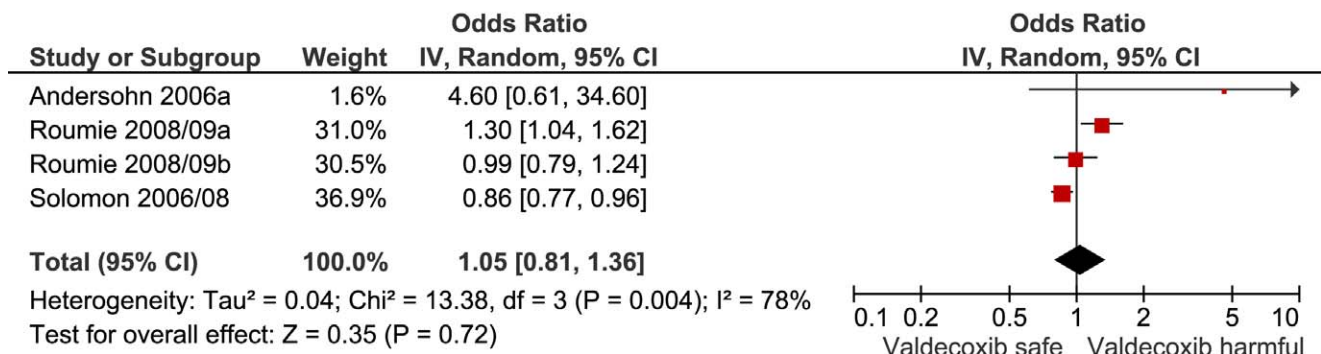 Odds Ratio Odds Ratio
Study or Subgroup Weight IV, Random, 95% CI IV, Random, 95% CI
Andersohn 2006a 1.6% 4.60 [0.61, 34.60]
Roumie 2008/09a 31.0% 1.30 [1.04, 1.62]
Roumie 2008/09b 30.5% 0.99 [0.79, 1.24]
Solomon 2006/08 36.9% 0.86 [0.77, 0.96]
Total (95% CI) 100.0% 1.05 [0.81, 1.36]
Heterogeneity: Tau² = 0.04; Chi² = 13.38, df = 3 (P = 0.004); I² = 78%
Test for overall effect: Z = 0.35 (P = 0.72)
0.1 0.2 0.5 1 2 5 10
Valdecoxib safe Valdecoxib harmful